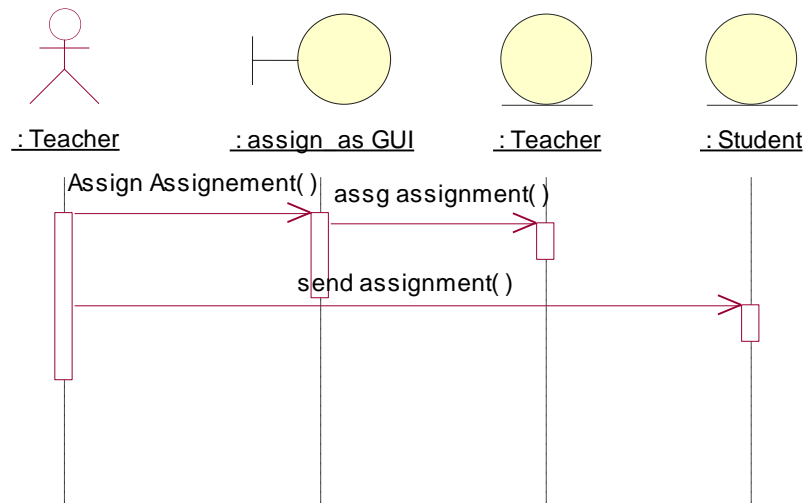 : Teacher
: assign_as GUI
: Teacher
: Student
Assign Assignement( )
assg assignment( )
send assignment( )